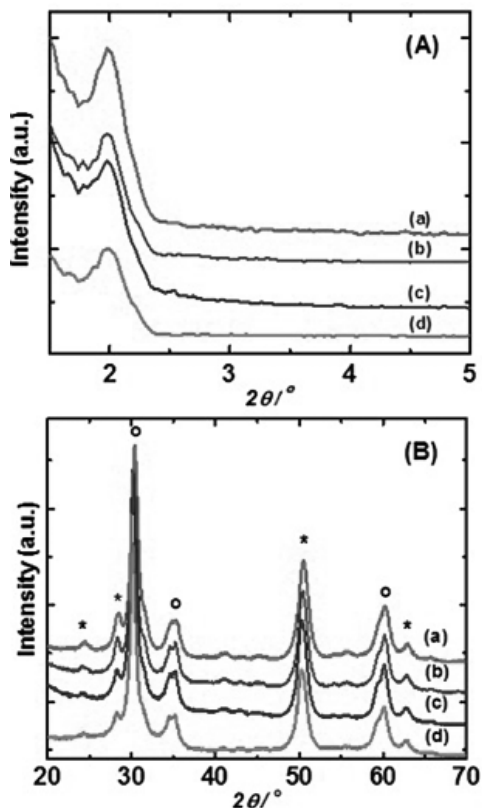 (A)
Intensity (a.u.)
(a)
(b)
(c)
(d)
2 3 4 5
2θ/°
(B)
Intensity (a.u.)
* * * *
(a)
(b)
(c)
(d)
20 30 40 50 60 70
2θ/°